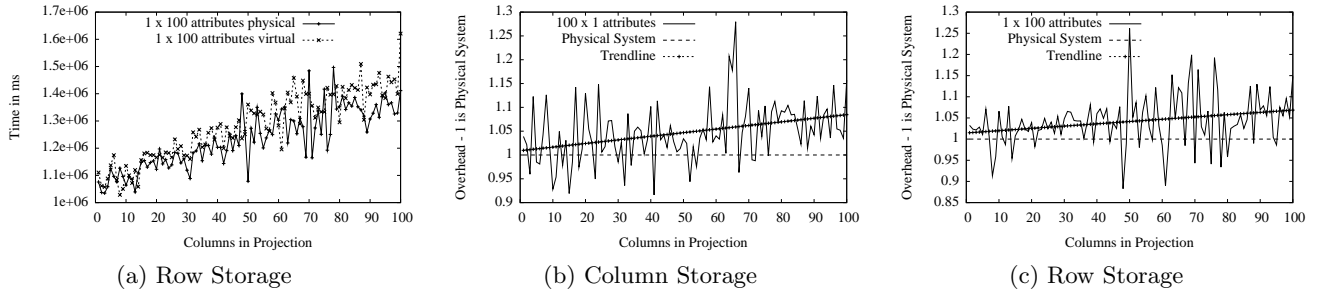 1.7e+06
1.6e+06
1.5e+06
1.4e+06
1.3e+06
1.2e+06
1.1e+06
1e+06
Time in ms
1 x 100 attributes physical
1 x 100 attributes virtual
0 10 20 30 40 50 60 70 80 90 100
Columns in Projection
(a) Row Storage
1.3
1.25
1.2
1.15
1.1
1.05
1
0.95
0.9
Overhead - 1 is Physical System
100 x 1 attributes
Physical System
Trendline
0 10 20 30 40 50 60 70 80 90 100
Columns in Projection
(b) Column Storage
1.3
1.25
1.2
1.15
1.1
1.05
1
0.95
0.9
0.85
Overhead - 1 is Physical System
1 x 100 attributes
Physical System
Trendline
0 10 20 30 40 50 60 70 80 90 100
Columns in Projection
(c) Row Storage